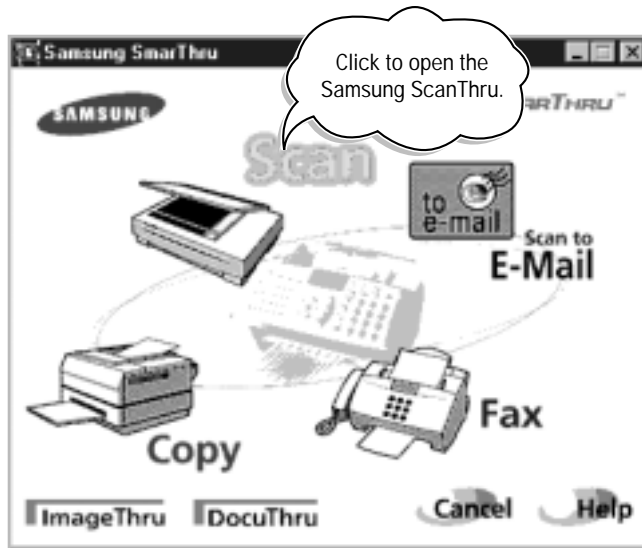 Samsung SmarThru
Click to open the
Samsung ScanThru.
SAMSUNG
Scan
to
e-mail
Scan to
E-Mail
Copy
Fax
ImageThru
DocuThru
Cancel
Help